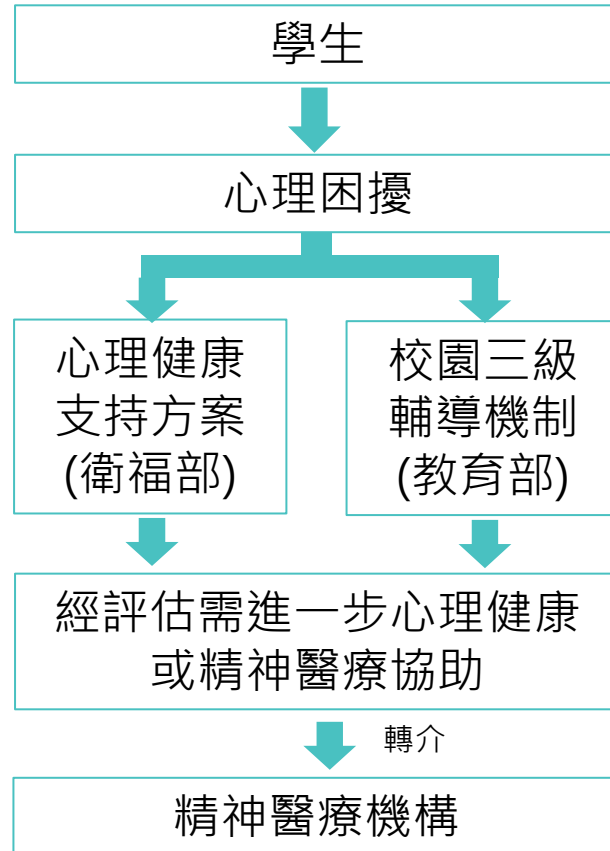 學生
心理困擾
心理健康
支持方案
(衛福部)
校園三級
輔導機制
(教育部)
經評估需進一步心理健康
或精神醫療協助
轉介
精神醫療機構